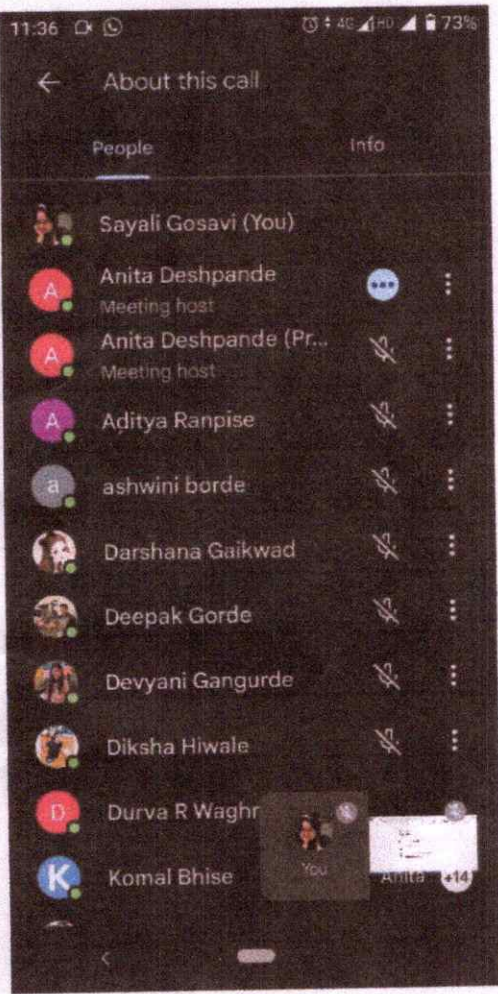 11:36 4G HD 73%
About this call
People Info
Sayali Gosavi (You)
A Anita Deshpande
Meeting host
A Anita Deshpande (Pr...
Meeting host
A Aditya Ranpise
a ashwini borde
Darshana Gaikwad
Deepak Gorde
Devyani Gangurde
Diksha Hiwale
D Durva R Waghr
K Komal Bhise
You Anita +14